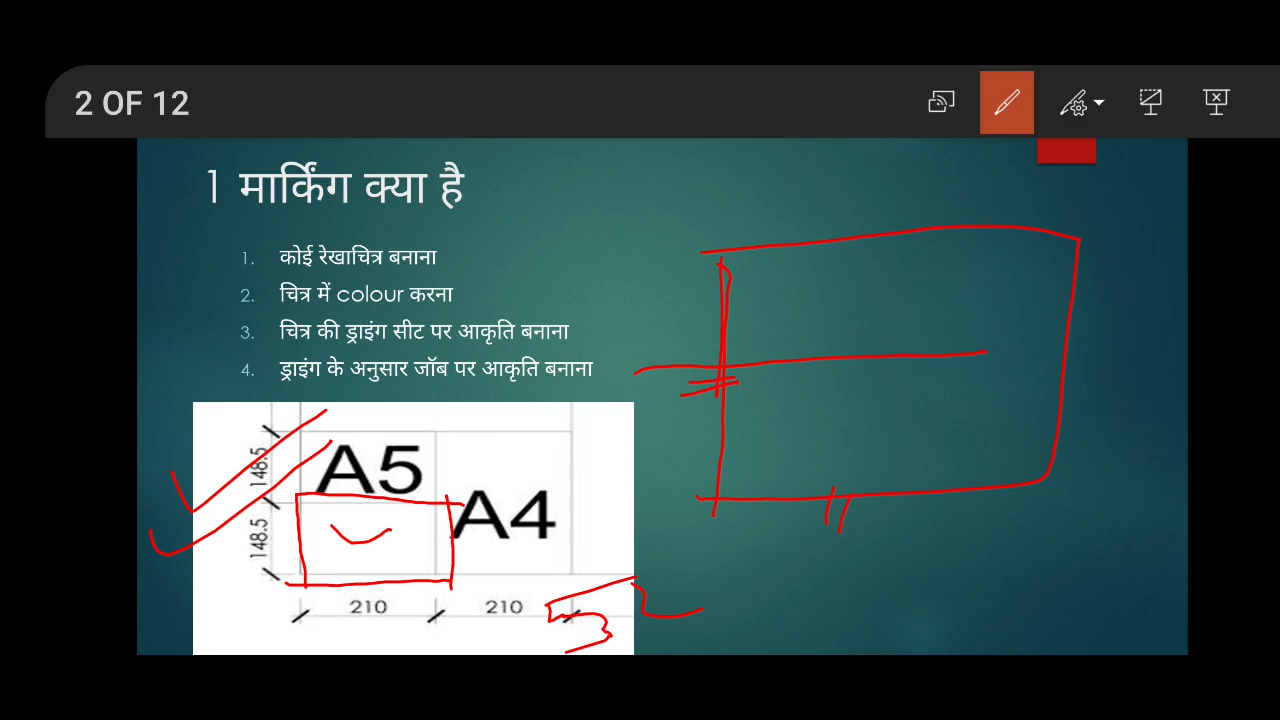 2 OF 12
1 मार्किंग क्या है
1. कोई रेखाचित्र बनाना
2. चित्र में colour करना
3. चित्र की ड्राइंग सीट पर आकृति बनाना
4. ड्राइंग के अनुसार जॉब पर आकृति बनाना
148.5
A5
A4
148.5
210
210